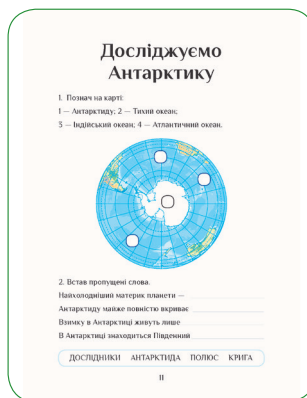 Досліджуємо
Антарктику
1. Познач на карті:
1 — Антарктиду; 2 — Тихий океан;
3 — Індійський океан; 4 — Атлантичний океан.
2. Встав пропущені слова.
Найхолодніший материк планети —
Антарктиду майже повністю вкриває
Взимку в Антарктиці живуть лише
В Антарктиці знаходиться Південний
ДОСЛІДНИКИ АНТАРКТИДА ПОЛЮС КРИГА
11